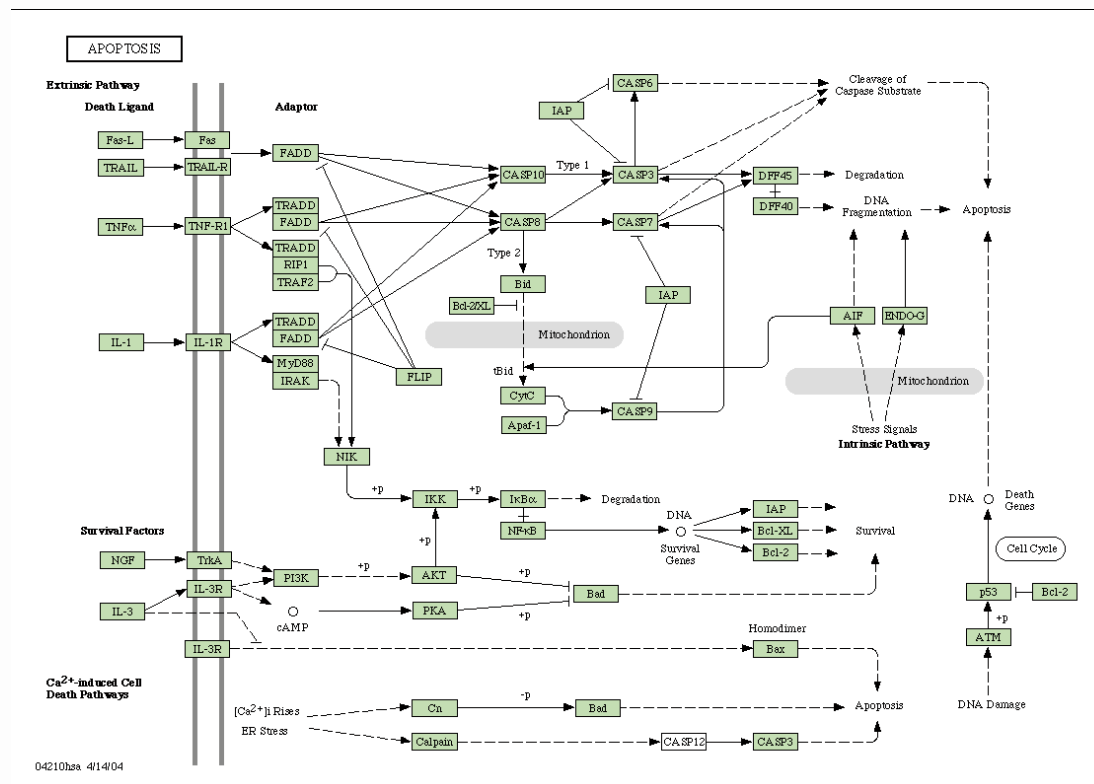 APOPTOSIS
Extrinsic Pathway
Death Ligand
Adaptor
Fas-L
Fas
FADD
TRAIL
TRAIL-R
TNFα
TNF-R1
TRADD
FADD
TRADD
RIP1
TRAF2
IL-1
IL-1R
TRADD
FADD
MyD88
IRAK
FLIP
NIK
CASP6
IAP
CASP10
Type 1
CASP3
CASP8
CASP7
Type 2
Bid
Bcl-2/XL
IAP
Mitochondrion
tBid
CytC
Apaf-1
CASP9
Cleavage of
Caspase Substrate
DFF45
Degradation
DFF40
DNA
Fragmentation
Apoptosis
AIF
ENDO-G
Mitochondrion
Stress Signals
Intrinsic Pathway
+p
IKK
+p
IκBα
Degradation
NF-κB
DNA
Survival
Genes
IAP
Bcl-XL
Bcl-2
Survival
DNA
Death
Genes
Cell Cycle
p53
Bcl-2
+p
ATM
DNA Damage
Survival Factors
NGF
TrkA
IL-3R
PI3K
+p
AKT
+p
+p
Bad
IL-3
cAMP
PKA
+p
IL-3R
Homodimer
Bax
Ca2+-induced Cell
Death Pathways
[Ca2+]i Rises
ER Stress
Cn
-p
Bad
Apoptosis
Calpain
CASP12
CASP3
04210hsa 4/14/04